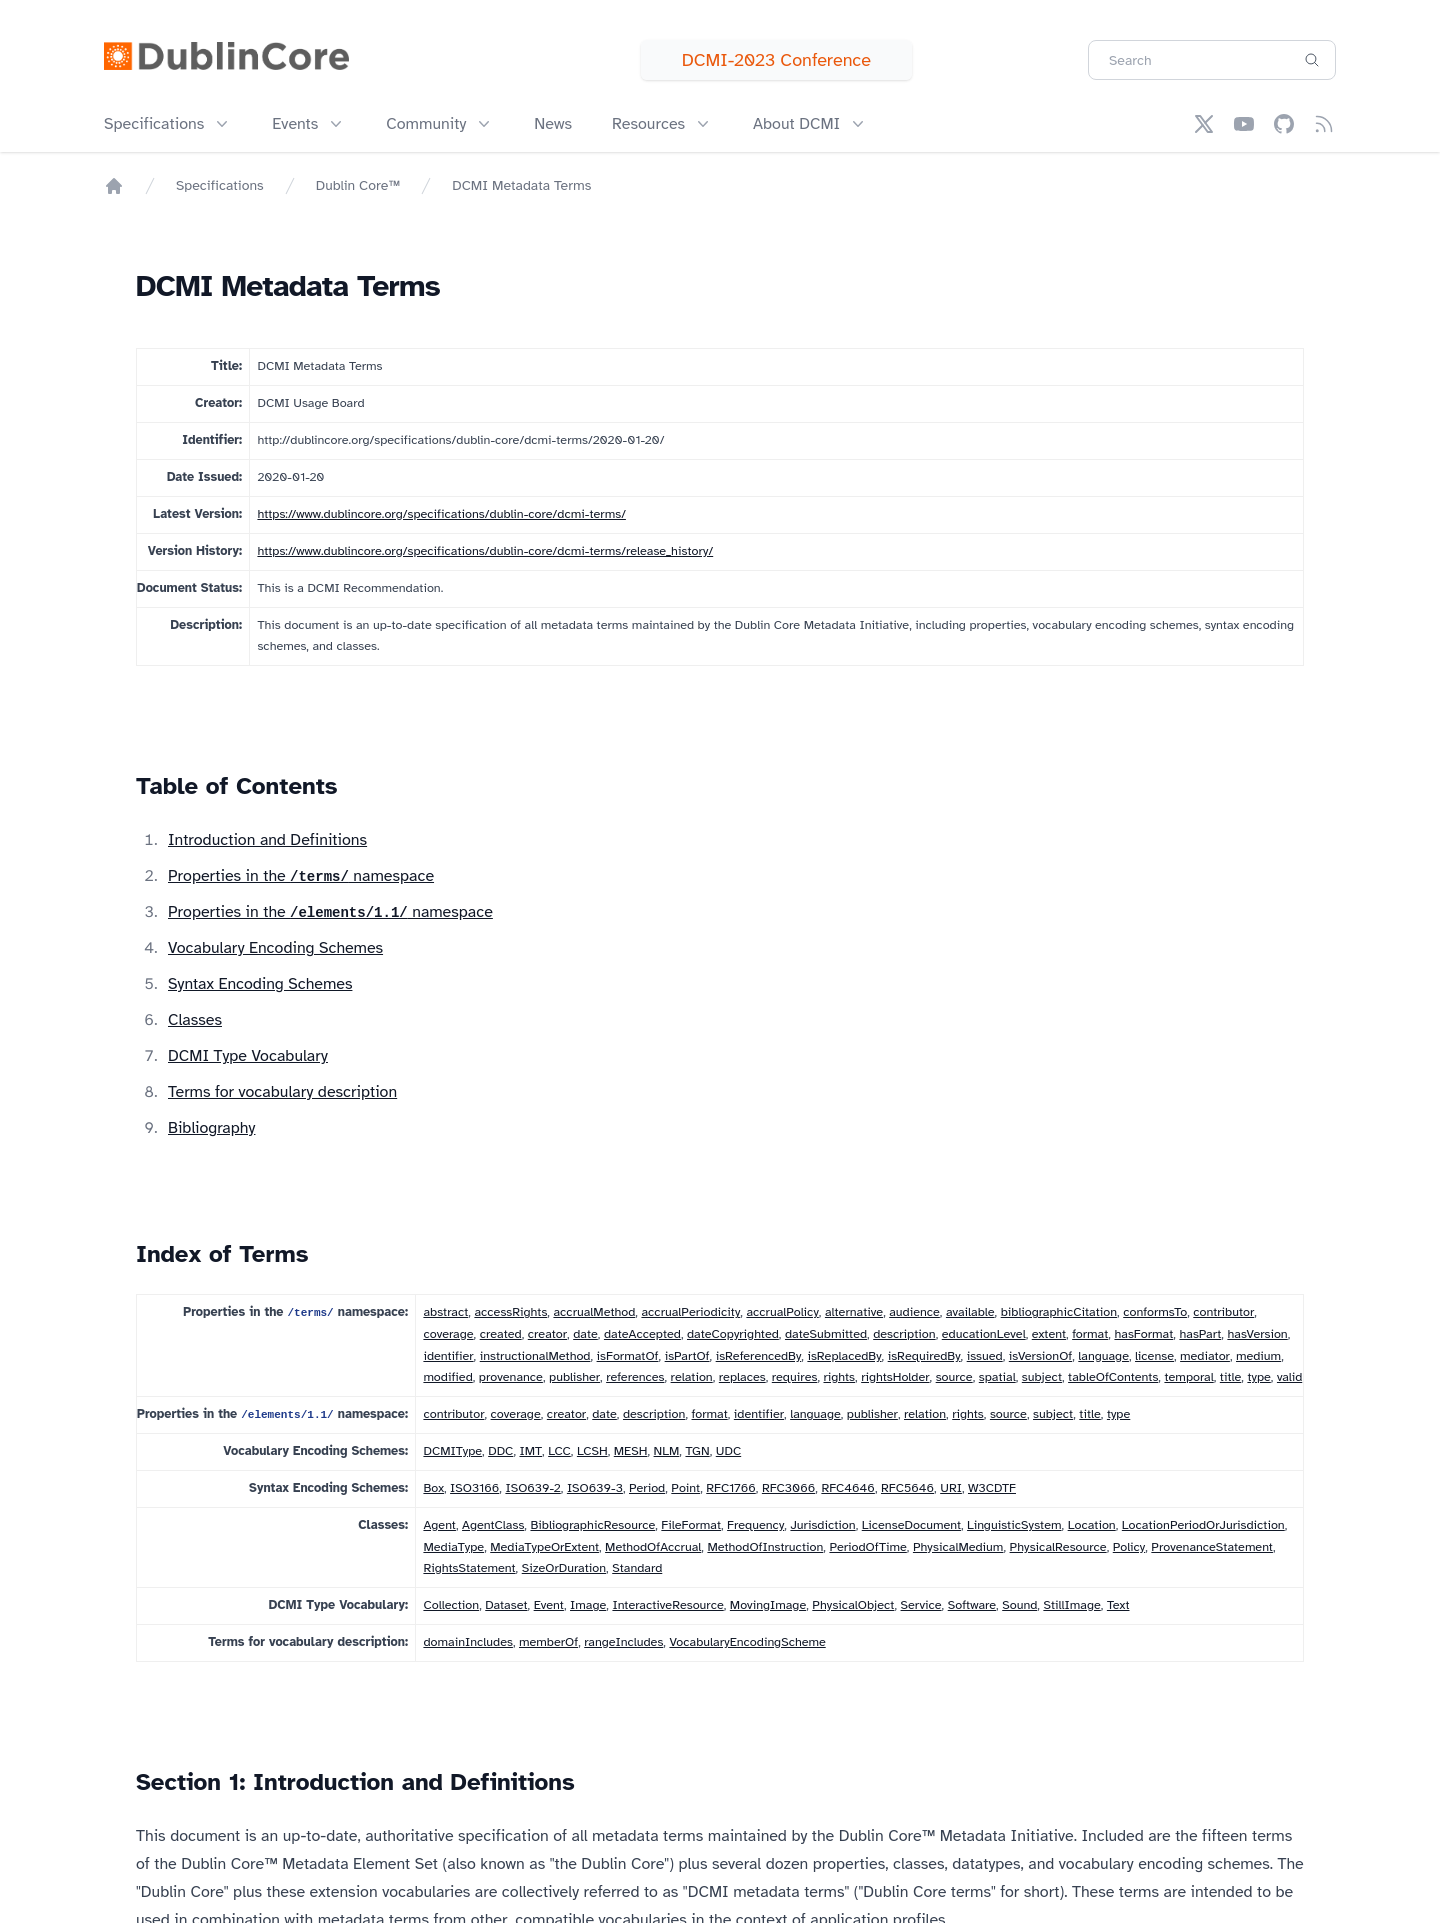 DublinCore
DCMI-2023 Conference
Search
Specifications
Events
Community
News
Resources
About DCMI
Specifications
Dublin Core™
DCMI Metadata Terms
DCMI Metadata Terms
Title: DCMI Metadata Terms
Creator: DCMI Usage Board
Identifier: http://dublincore.org/specifications/dublin-core/dcmi-terms/2020-01-20/
Date Issued: 2020-01-20
Latest Version: https://www.dublincore.org/specifications/dublin-core/dcmi-terms/
Version History: https://www.dublincore.org/specifications/dublin-core/dcmi-terms/release_history/
Document Status: This is a DCMI Recommendation.
Description: This document is an up-to-date specification of all metadata terms maintained by the Dublin Core Metadata Initiative, including properties, vocabulary encoding schemes, syntax encoding
schemes, and classes.
Table of Contents
1. Introduction and Definitions
2. Properties in the /terms/ namespace
3. Properties in the /elements/1.1/ namespace
4. Vocabulary Encoding Schemes
5. Syntax Encoding Schemes
6. Classes
7. DCMI Type Vocabulary
8. Terms for vocabulary description
9. Bibliography
Index of Terms
Properties in the /terms/ namespace: abstract, accessRights, accrualMethod, accrualPeriodicity, accrualPolicy, alternative, audience, available, bibliographicCitation, conformsTo, contributor,
coverage, created, creator, date, dateAccepted, dateCopyrighted, dateSubmitted, description, educationLevel, extent, format, hasFormat, hasPart, hasVersion,
identifier, instructionalMethod, isFormatOf, isPartOf, isReferencedBy, isReplacedBy, isRequiredBy, issued, isVersionOf, language, license, mediator, medium,
modified, provenance, publisher, references, relation, replaces, requires, rights, rightsHolder, source, spatial, subject, tableOfContents, temporal, title, type, valid
Properties in the /elements/1.1/ namespace: contributor, coverage, creator, date, description, format, identifier, language, publisher, relation, rights, source, subject, title, type
Vocabulary Encoding Schemes: DCMIType, DDC, IMT, LCC, LCSH, MESH, NLM, TGN, UDC
Syntax Encoding Schemes: Box, ISO3166, ISO639-2, ISO639-3, Period, Point, RFC1766, RFC3066, RFC4646, RFC5646, URI, W3CDTF
Classes: Agent, AgentClass, BibliographicResource, FileFormat, Frequency, Jurisdiction, LicenseDocument, LinguisticSystem, Location, LocationPeriodOrJurisdiction,
MediaType, MediaTypeOrExtent, MethodOfAccrual, MethodOfInstruction, PeriodOfTime, PhysicalMedium, PhysicalResource, Policy, ProvenanceStatement,
RightsStatement, SizeOrDuration, Standard
DCMI Type Vocabulary: Collection, Dataset, Event, Image, InteractiveResource, MovingImage, PhysicalObject, Service, Software, Sound, StillImage, Text
Terms for vocabulary description: domainIncludes, memberOf, rangeIncludes, VocabularyEncodingScheme
Section 1: Introduction and Definitions
This document is an up-to-date, authoritative specification of all metadata terms maintained by the Dublin Core™ Metadata Initiative. Included are the fifteen terms
of the Dublin Core™ Metadata Element Set (also known as "the Dublin Core") plus several dozen properties, classes, datatypes, and vocabulary encoding schemes. The
"Dublin Core" plus these extension vocabularies are collectively referred to as "DCMI metadata terms" ("Dublin Core terms" for short). These terms are intended to be
used in combination with metadata terms from other, compatible vocabularies in the context of application profiles.